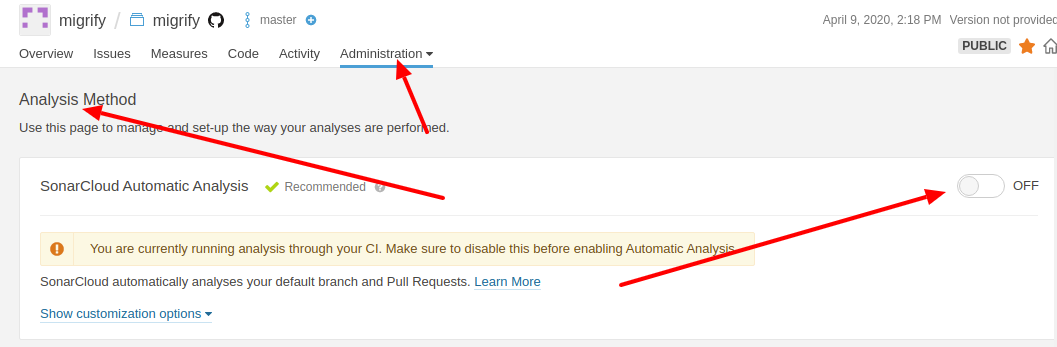 migrify / migrify master April 9, 2020, 2:18 PM Version not provided
PUBLIC
Overview Issues Measures Code Activity Administration
Analysis Method
Use this page to manage and set-up the way your analyses are performed.
SonarCloud Automatic Analysis Recommended ? OFF
You are currently running analysis through your CI. Make sure to disable this before enabling Automatic Analysis.
SonarCloud automatically analyses your default branch and Pull Requests. Learn More
Show customization options